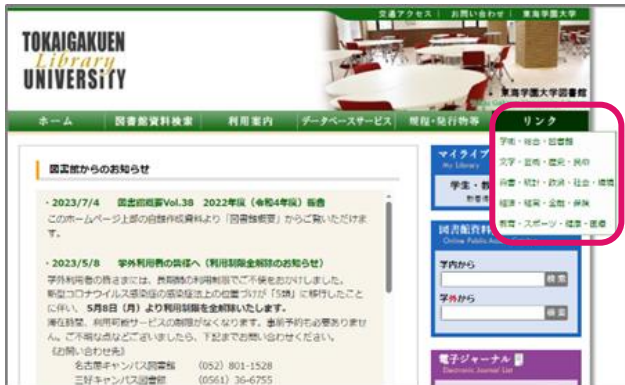 交通アクセス | お問い合わせ | 東海学園大学
TOKAIGAKUEN
Library
UNIVERSITY
東海学園大学図書館
ホーム 図書館資料検索 利用案内 データベースサービス 規程・発行物等 リンク
学術・総合・図書館
文学・芸術・歴史・民俗
白書・統計・政治・社会・環境
経済・経営・金融・保険
教育・スポーツ・健康・医療
図書館からのお知らせ
・2023/7/4 図書館概要Vol.38 2022年度（令和4年度）版㊟
このホームページ上部の自館作成資料より「図書館概要」からご覧いただけま
す。
・2023/5/8 学外利用者の皆様へ（利用制限全解除のお知らせ）
学外利用者の皆さまには、長期間の利用制限でご不便をおかけしました。
新型コロナウイルス感染症の感染症法上の位置づけが「5類」に移行したこと
に伴い、5月8日（月）より利用制限を全解除いたします。
滞在時間、利用可能サービスの制限がなくなります。事前予約も必要ありませ
ん。ご不明な点などございましたら、下記までお問い合わせください。
《お問い合わせ先》
名古屋キャンパス図書館 （052）801-1528
三好キャンパス図書館 （0561）36-6755
マイライブ
My Library
学生・教
図書館資料
Online Public Ac
学内から
検索
学外から
検索
電子ジャーナル
Electronic Journal List